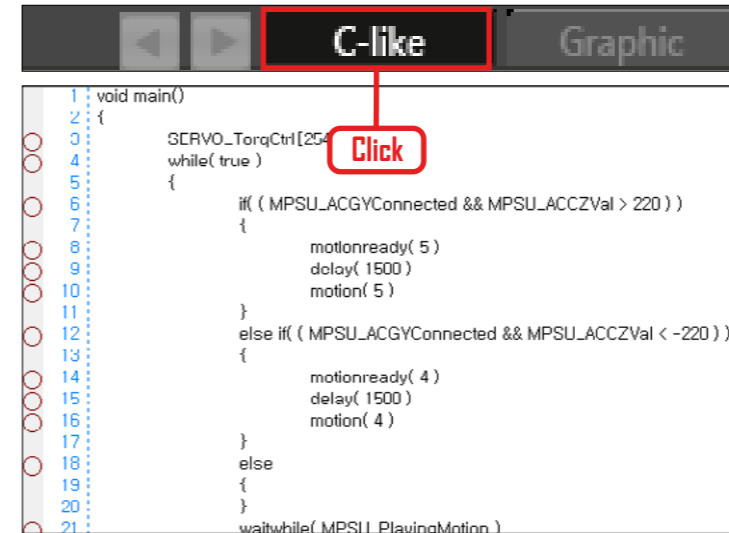 C-like Graphic
1 void main()
2 {
3 SERVO_TorqCtrl[254
Click
4 while( true )
5 {
6 if( ( MPSU_ACGYConnected && MPSU_ACCZVal > 220 ) )
7 {
8 motionready( 5 )
9 delay( 1500 )
10 motion( 5 )
11 }
12 else if( ( MPSU_ACGYConnected && MPSU_ACCZVal < -220 ) )
13 {
14 motionready( 4 )
15 delay( 1500 )
16 motion( 4 )
17 }
18 else
19 {
20 }
21 waitwhile( MPSU_PlayingMotion )